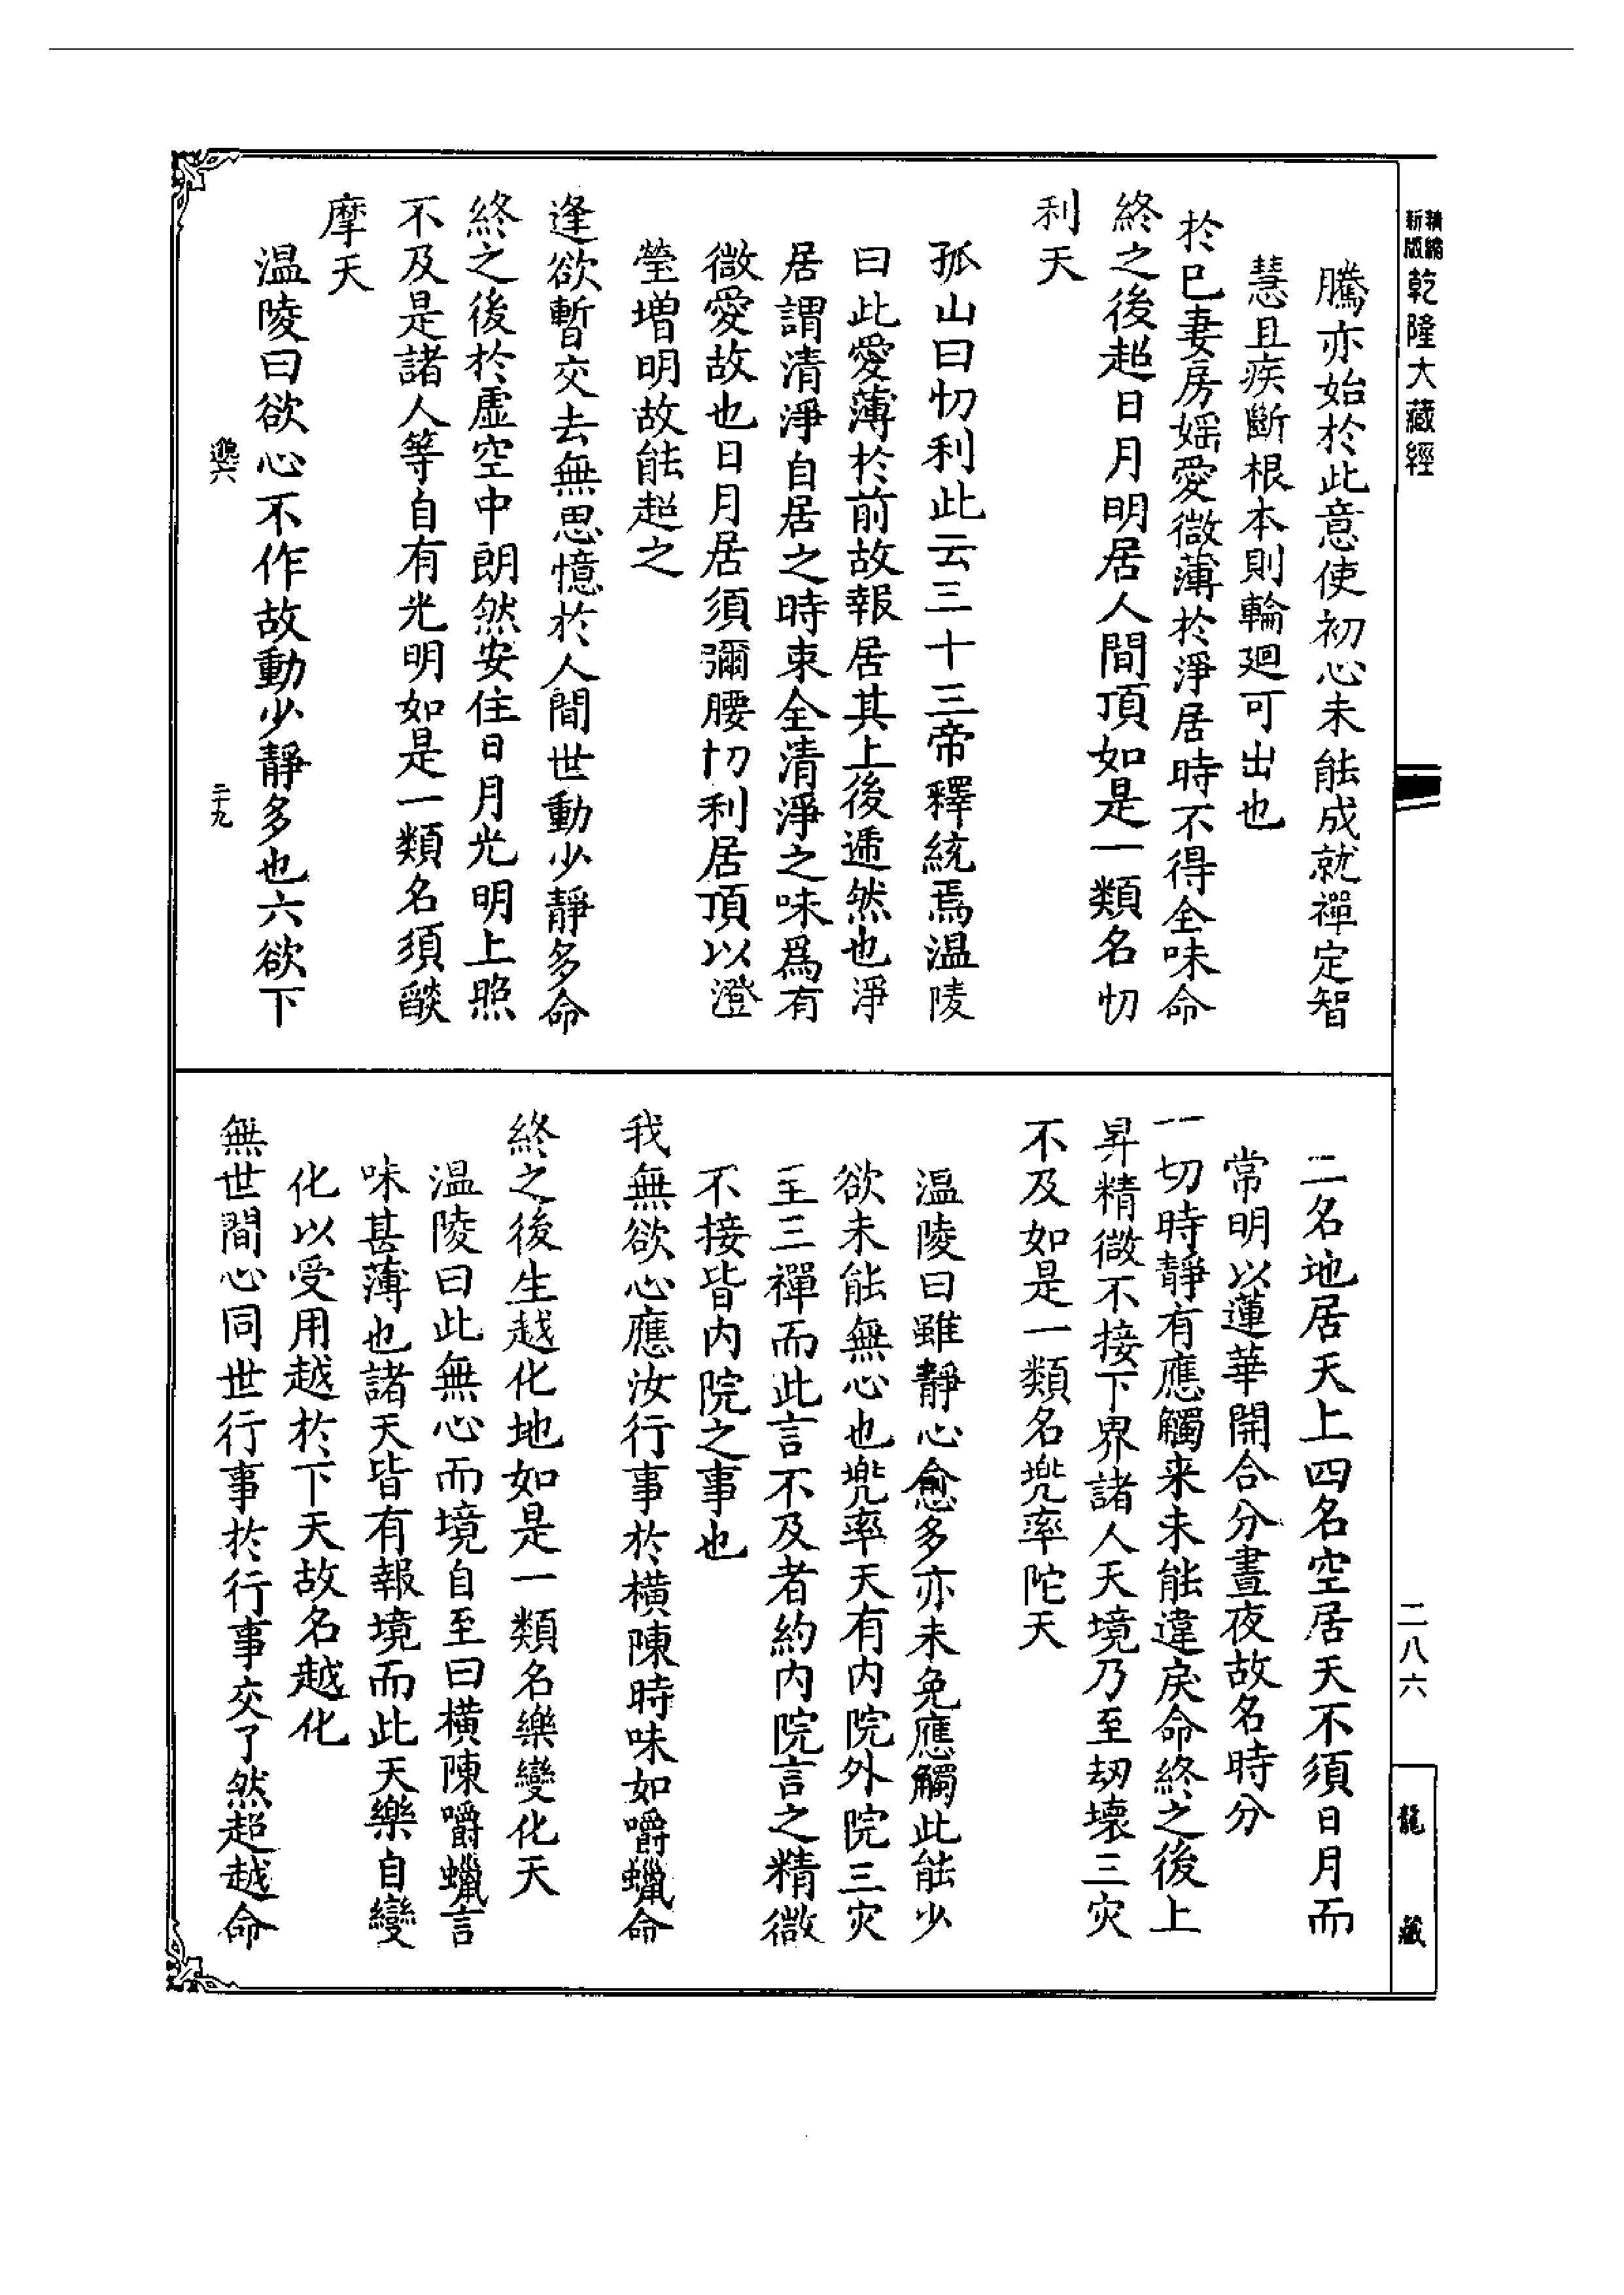 精縮新版乾隆大藏經
騰亦始於此意使初心未能成就禪定智
慧且疾斷根本則輪廻可出也
於已妻房婬愛微薄於淨居時不得全味命
終之後超日月明居人間頂如是一類名忉
利天
孤山曰忉利此云三十三帝釋統焉温陵
曰此愛薄於前故報居其上後遞然也淨
居謂清淨自居之時未全清淨之味爲有
微愛故也日月居須彌腰忉利居頂以澄
瑩增明故能超之
逢欲暫交去無思憶於人間世動少靜多命
終之後於虛空中朗然安住日月光明上照
不及是諸人等自有光明如是一類名須燄
摩天
温陵曰欲心不作故動少靜多也六欲下
二十九
二名地居天上四名空居天不須日月而
常明以蓮華開合分晝夜故名時分
一切時靜有應觸来未能違戾命終之後上
昇精微不接下界諸人天境乃至劫壞三灾
不及如是一類名兠率陀天
温陵曰雖靜心愈多亦未免應觸此能少
欲未能無心也兠率天有内院外院三灾
至三禪而此言不及者約内院言之精微
不接皆内院之事也
我無欲心應汝行事於橫陳時味如嚼蠟命
終之後生越化地如是一類名樂變化天
温陵曰此無心而境自至曰橫陳嚼蠟言
味甚薄也諸天皆有報境而此天樂自變
化以受用越於下天故名越化
無世間心同世行事於行事交了然超越命
二八六
龍藏